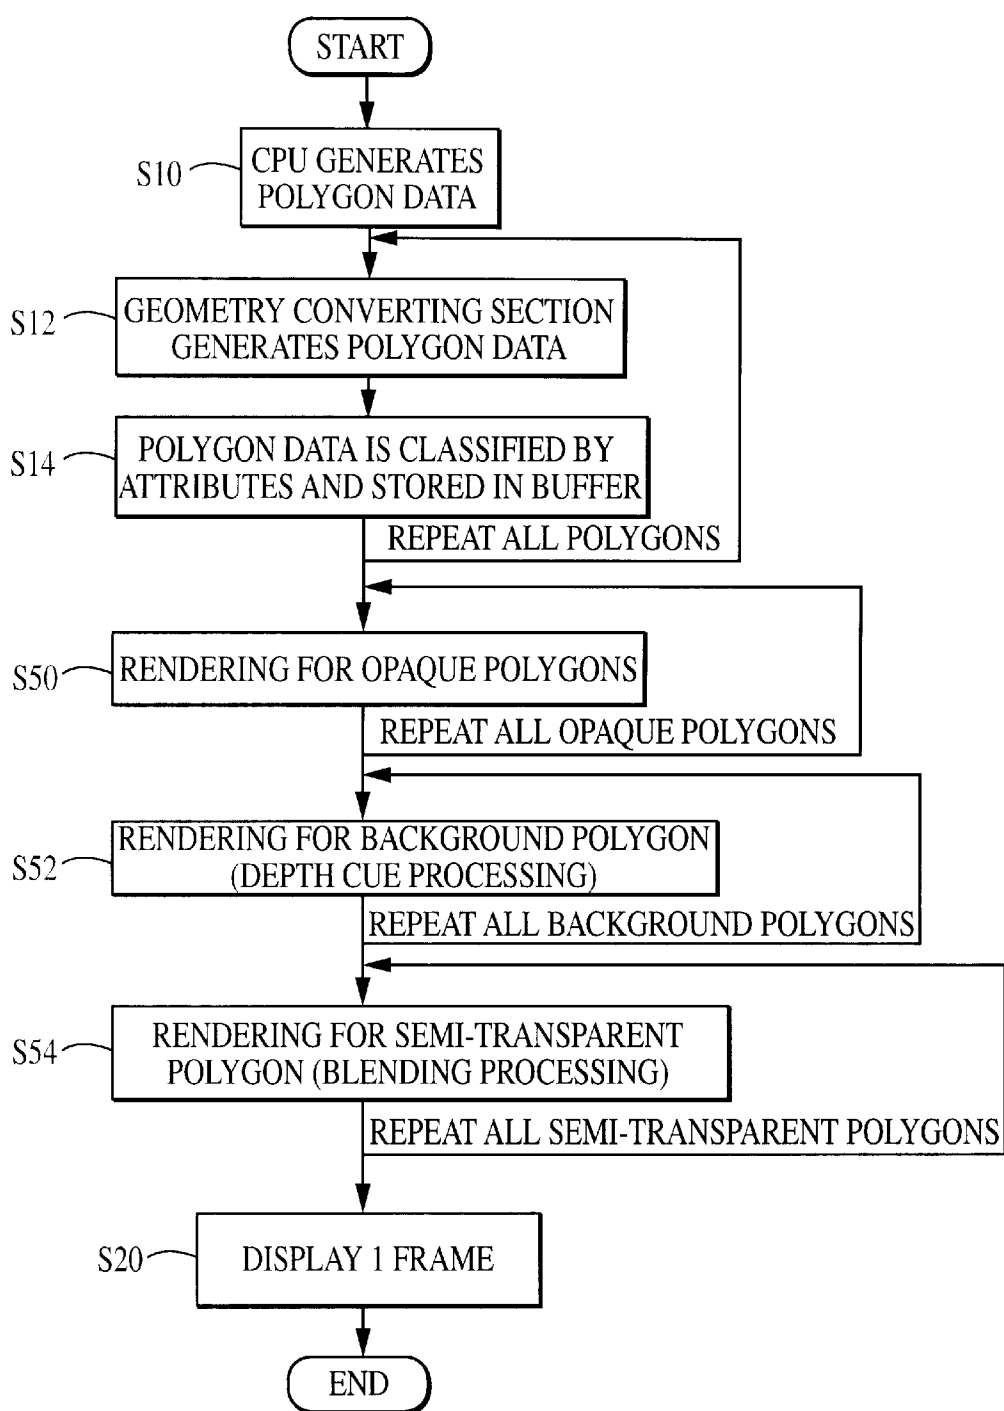 START
S10
CPU GENERATES
POLYGON DATA
S12
GEOMETRY CONVERTING SECTION
GENERATES POLYGON DATA
S14
POLYGON DATA IS CLASSIFIED BY
ATTRIBUTES AND STORED IN BUFFER
REPEAT ALL POLYGONS
S50
RENDERING FOR OPAQUE POLYGONS
REPEAT ALL OPAQUE POLYGONS
S52
RENDERING FOR BACKGROUND POLYGON
(DEPTH CUE PROCESSING)
REPEAT ALL BACKGROUND POLYGONS
S54
RENDERING FOR SEMI-TRANSPARENT
POLYGON (BLENDING PROCESSING)
REPEAT ALL SEMI-TRANSPARENT POLYGONS
S20
DISPLAY 1 FRAME
END